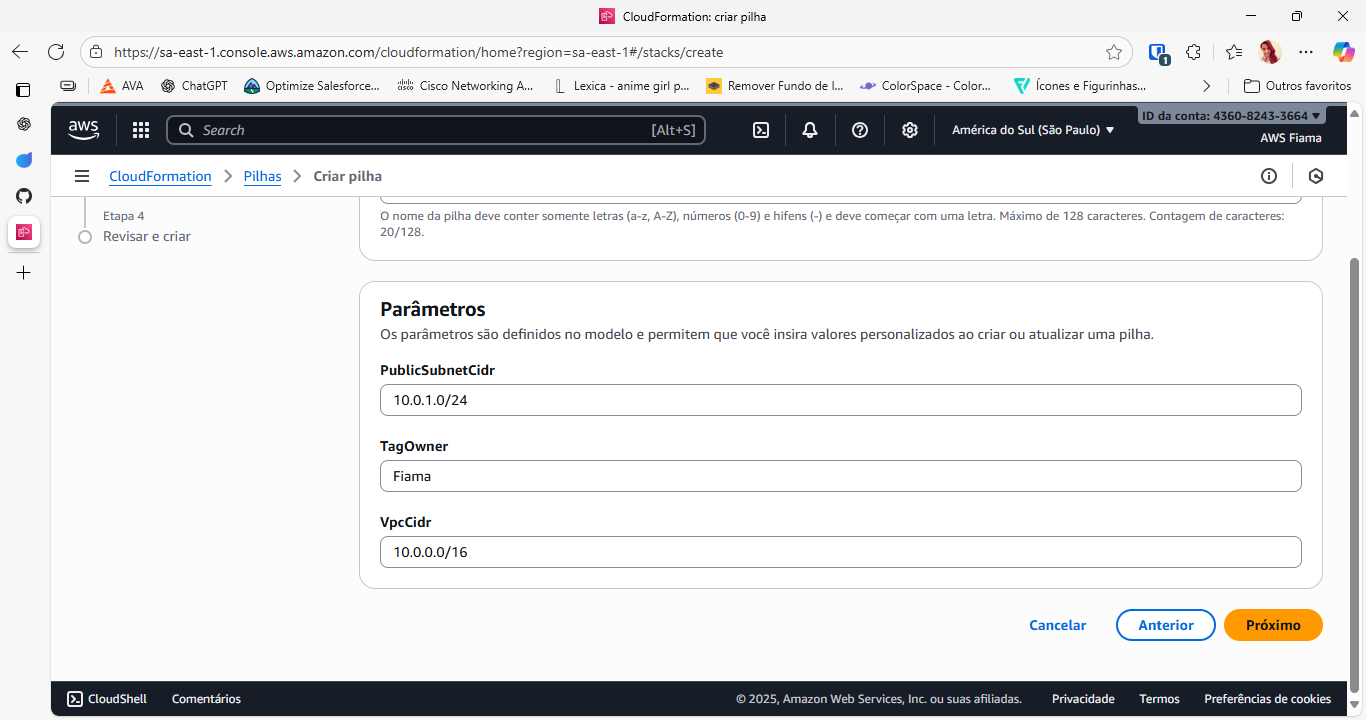 CloudFormation: criar pilha
https://sa-east-1.console.aws.amazon.com/cloudformation/home?region=sa-east-1#/stacks/create
1
AVA
ChatGPT
Optimize Salesforce...
Cisco Networking A...
Lexica - anime girl p...
Remover Fundo de I...
ColorSpace - Color...
Ícones e Figurinhas...
Outros favoritos
aws
Search
[Alt+S]
América do Sul (São Paulo)
ID da conta: 4360-8243-3664
AWS Fiama
CloudFormation
Pilhas
Criar pilha
Etapa 4
Revisar e criar
O nome da pilha deve conter somente letras (a-z, A-Z), números (0-9) e hifens (-) e deve começar com uma letra. Máximo de 128 caracteres. Contagem de caracteres:
20/128.
Parâmetros
Os parâmetros são definidos no modelo e permitem que você insira valores personalizados ao criar ou atualizar uma pilha.
PublicSubnetCidr
10.0.1.0/24
TagOwner
Fiama
VpcCidr
10.0.0.0/16
Cancelar
Anterior
Próximo
CloudShell
Comentários
© 2025, Amazon Web Services, Inc. ou suas afiliadas.
Privacidade
Termos
Preferências de cookies